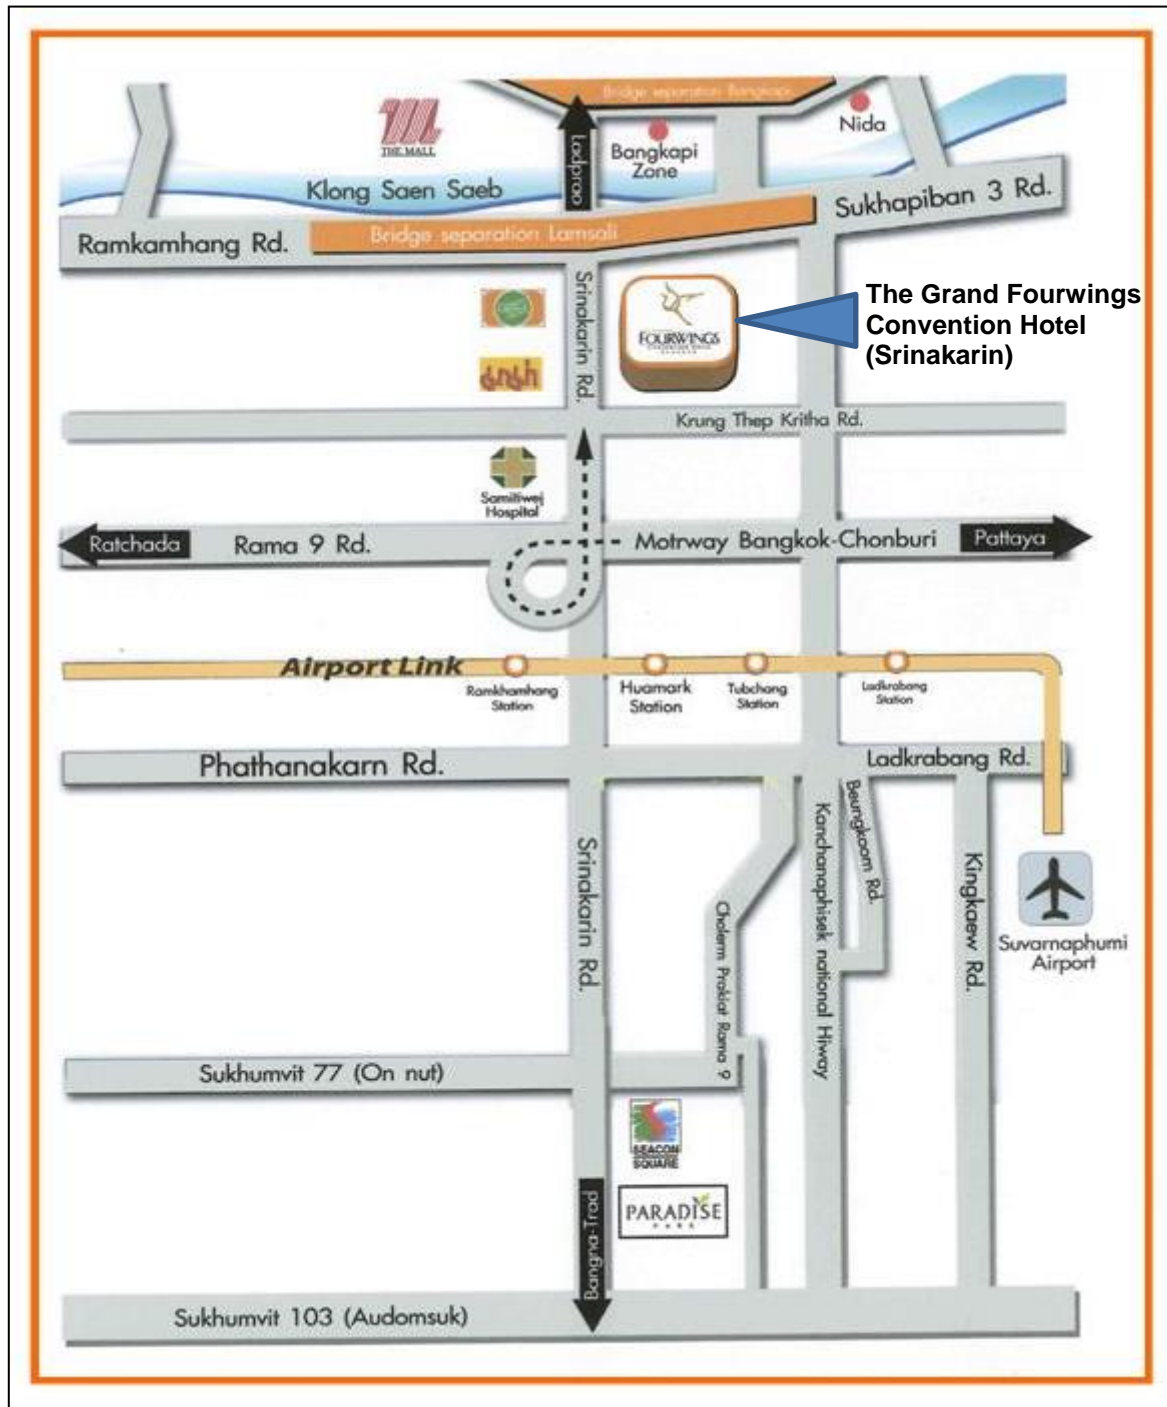 Bridge separation Bangkapi
THE MALL
Ladproo
Bangkapi
Zone
Nida
Klong Saen Saeb
Sukhapiban 3 Rd.
Ramkamhang Rd.
Bridge separation Lamsali
Srinakarin Rd.
FOURWINGS
The Grand Fourwings
Convention Hotel
(Srinakarin)
Krung Thep Kritha Rd.
Samitiwej
Hospital
Ratchada
Rama 9 Rd.
Motrway Bangkok-Chonburi
Pattaya
Airport Link
Ramkhamhang
Station
Huamark
Station
Tubchang
Station
Ladkrabang
Station
Phathanakarn Rd.
Ladkrabang Rd.
Srinakarin Rd.
Cholerm Prakiat Rama 9
Kanchanaphisek national Hiway
Beungkaom Rd.
Kingkaew Rd.
Suvarnaphumi
Airport
Sukhumvit 77 (On nut)
SEACON
SQUARE
PARADISE
PARK
Bangna-Trad
Sukhumvit 103 (Audomsuk)